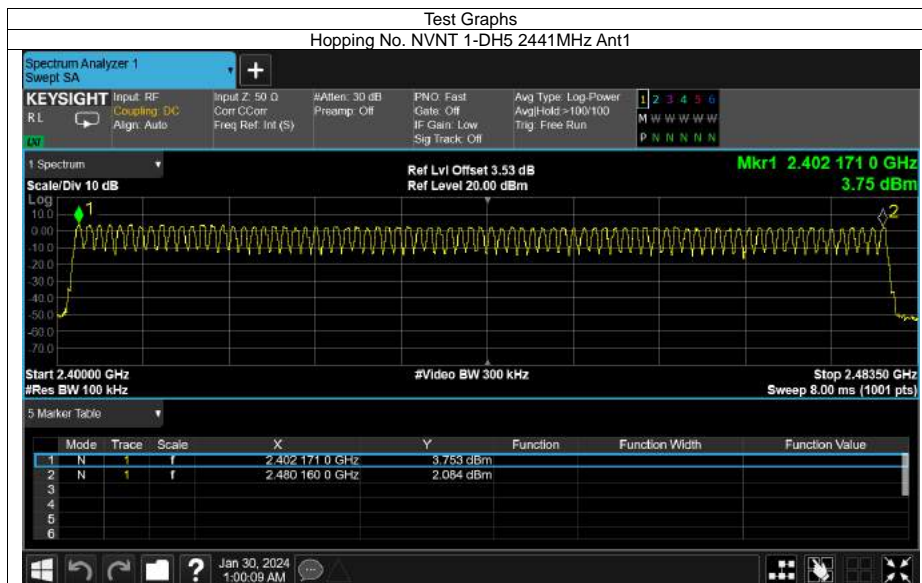 Test Graphs
Hopping No. NVNT 1-DH5 2441MHz Ant1
Spectrum Analyzer 1
Swept SA
+
KEYSIGHT Input: RF Input Z: 50 Ω #Atten: 30 dB PNO: Fast Avg Type: Log-Power 1 2 3 4 5 6
RL Coupling: DC Corr CCorr Preamp: Off Gate: Off Avg|Hold:>100/100 M W W W W W
Align: Auto Freq Ref: Int (S) IF Gain: Low Trig: Free Run
LXI Sig Track: Off P N N N N N
1 Spectrum Ref Lvl Offset 3.53 dB Mkr1 2.402 171 0 GHz
Scale/Div 10 dB Ref Level 20.00 dBm 3.75 dBm
Log
10.0 1 2
0.00
-10.0
-20.0
-30.0
-40.0
-50.0
-60.0
-70.0
Start 2.40000 GHz #Video BW 300 kHz Stop 2.48350 GHz
#Res BW 100 kHz Sweep 8.00 ms (1001 pts)
5 Marker Table
Mode Trace Scale X Y Function Function Width Function Value
1 N 1 f 2.402 171 0 GHz 3.753 dBm
2 N 1 f 2.480 160 0 GHz 2.084 dBm
3
4
5
6
? Jan 30, 2024
1:00:09 AM